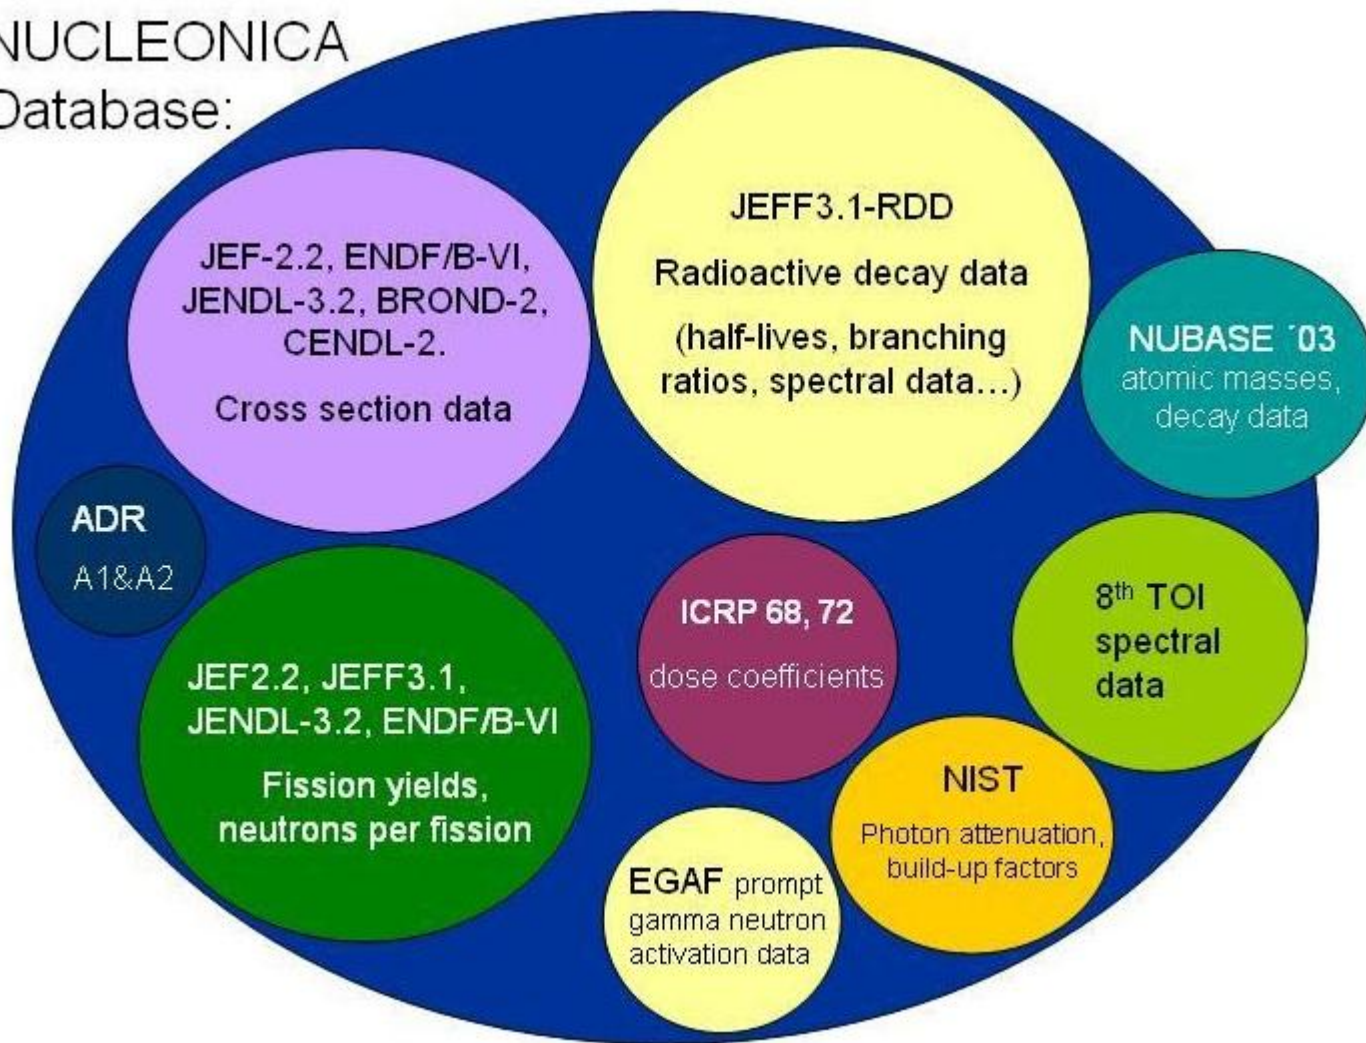 NUCLEONICA
Database:
JEF-2.2, ENDF/B-VI,
JENDL-3.2, BROND-2,
CENDL-2.
Cross section data
JEFF3.1-RDD
Radioactive decay data
(half-lives, branching
ratios, spectral data...)
NUBASE ´03
atomic masses,
decay data
ADR
A1&A2
JEF2.2, JEFF3.1,
JENDL-3.2, ENDF/B-VI
Fission yields,
neutrons per fission
ICRP 68, 72
dose coefficients
8th TOI
spectral
data
NIST
Photon attenuation,
build-up factors
EGAF prompt
gamma neutron
activation data